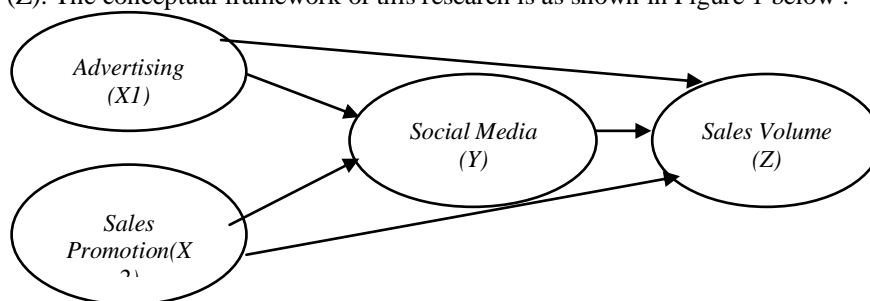 (Z). The conceptual framework of this research is as shown in Figure 1 below :
Advertising
(X1)
Social Media
(Y)
Sales Volume
(Z)
Sales
Promotion(X
2)